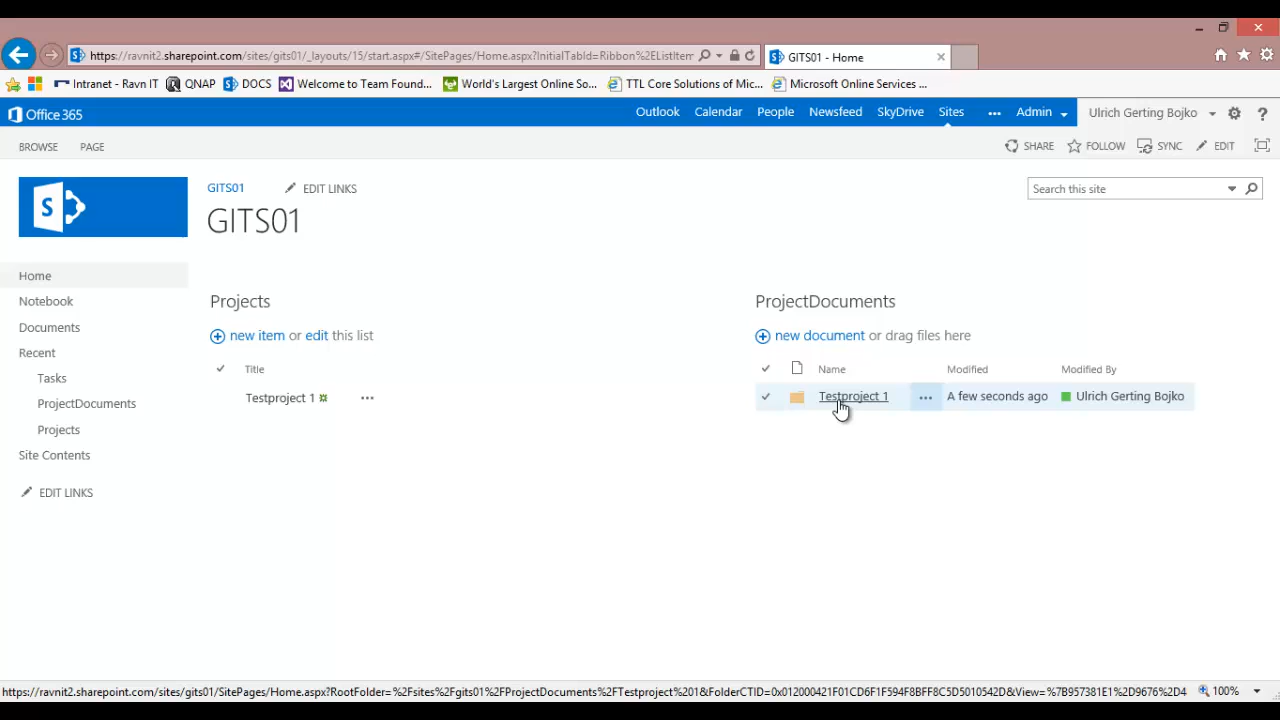 https://ravnit2.sharepoint.com/sites/gits01/_layouts/15/start.aspx#/SitePages/Home.aspx?InitialTabId=Ribbon%2EListItem
GITS01 - Home
Intranet - Ravn IT
QNAP
DOCS
Welcome to Team Found...
World's Largest Online So...
TTL Core Solutions of Mic...
Microsoft Online Services ...
Office 365
Outlook
Calendar
People
Newsfeed
SkyDrive
Sites
...
Admin
Ulrich Gerting Bojko
?
BROWSE
PAGE
SHARE
FOLLOW
SYNC
EDIT
S
GITS01
EDIT LINKS
Search this site
GITS01
Home
Notebook
Documents
Recent
Tasks
ProjectDocuments
Projects
Site Contents
EDIT LINKS
Projects
new item or edit this list
Title
Testproject 1
...
ProjectDocuments
new document or drag files here
Name
Modified
Modified By
Testproject 1
...
A few seconds ago
Ulrich Gerting Bojko
https://ravnit2.sharepoint.com/sites/gits01/SitePages/Home.aspx?RootFolder=%2Fsites%2Fgits01%2FProjectDocuments%2FTestproject%201&FolderCTID=0x012000421F01CD6F1F594F8BFF8C5D5010542D&View=%7B957381E1%2D9676%2D4
100%